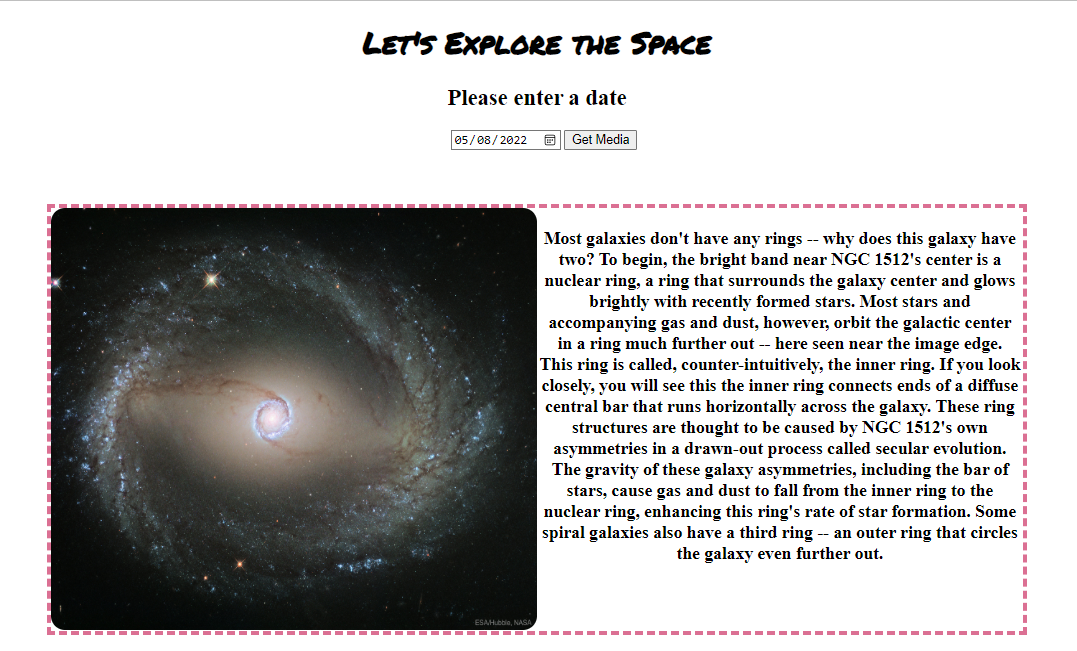 Let's Explore the Space
Please enter a date
05/08/2022 Get Media
Most galaxies don't have any rings -- why does this galaxy have
two? To begin, the bright band near NGC 1512's center is a
nuclear ring, a ring that surrounds the galaxy center and glows
brightly with recently formed stars. Most stars and
accompanying gas and dust, however, orbit the galactic center
in a ring much further out -- here seen near the image edge.
This ring is called, counter-intuitively, the inner ring. If you look
closely, you will see this the inner ring connects ends of a diffuse
central bar that runs horizontally across the galaxy. These ring
structures are thought to be caused by NGC 1512's own
asymmetries in a drawn-out process called secular evolution.
The gravity of these galaxy asymmetries, including the bar of
stars, cause gas and dust to fall from the inner ring to the
nuclear ring, enhancing this ring's rate of star formation. Some
spiral galaxies also have a third ring -- an outer ring that circles
the galaxy even further out.
ESA/Hubble, NASA